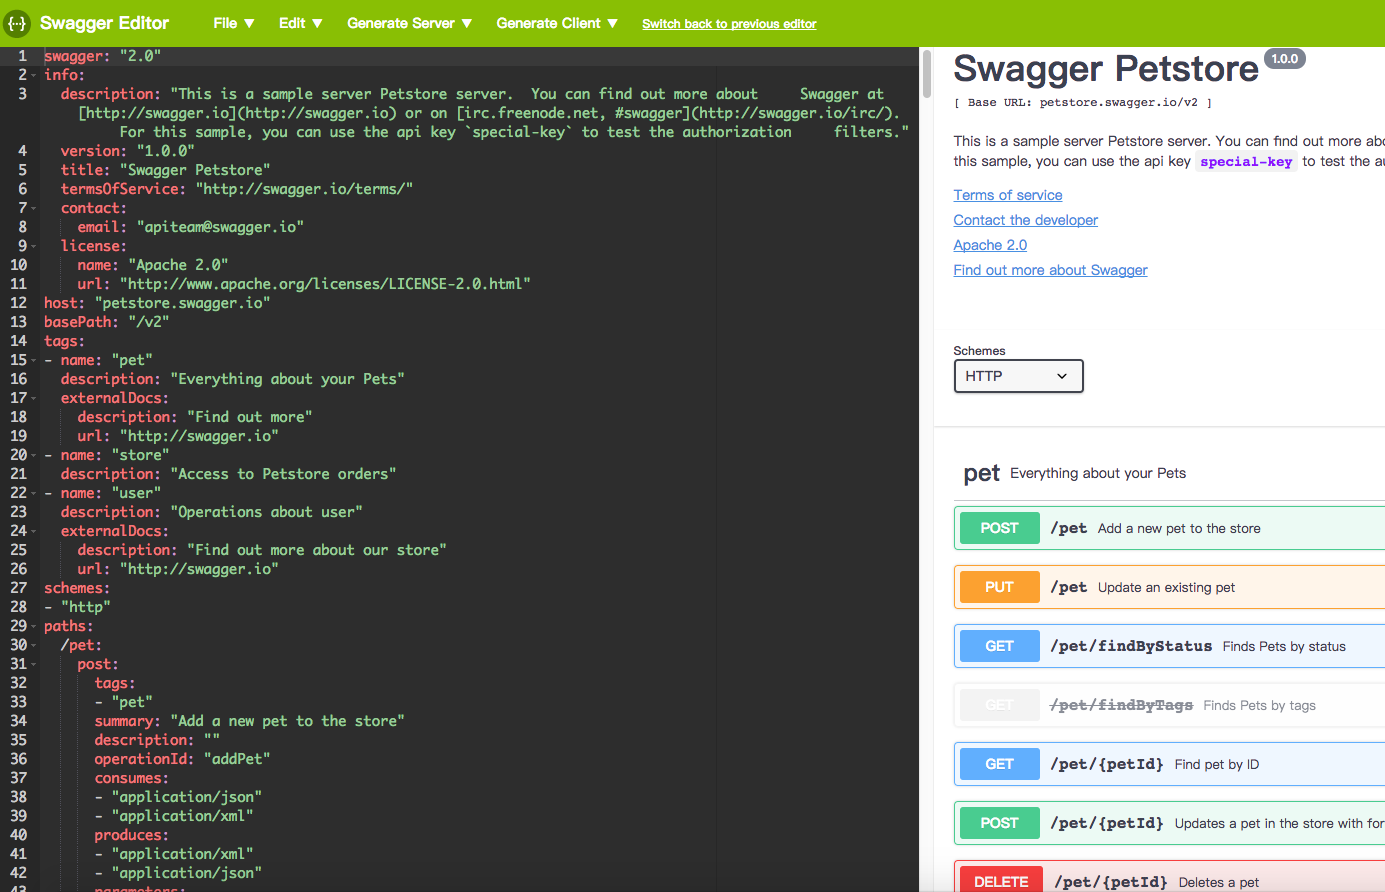 {···} Swagger Editor File ▼ Edit ▼ Generate Server ▼ Generate Client ▼ Switch back to previous editor
1 swagger: "2.0"
2 info:
3 description: "This is a sample server Petstore server.  You can find out more about     Swagger at
[http://swagger.io](http://swagger.io) or on [irc.freenode.net, #swagger](http://swagger.io/irc/).
For this sample, you can use the api key `special-key` to test the authorization     filters."
4 version: "1.0.0"
5 title: "Swagger Petstore"
6 termsOfService: "http://swagger.io/terms/"
7 contact:
8 email: "apiteam@swagger.io"
9 license:
10 name: "Apache 2.0"
11 url: "http://www.apache.org/licenses/LICENSE-2.0.html"
12 host: "petstore.swagger.io"
13 basePath: "/v2"
14 tags:
15 - name: "pet"
16 description: "Everything about your Pets"
17 externalDocs:
18 description: "Find out more"
19 url: "http://swagger.io"
20 - name: "store"
21 description: "Access to Petstore orders"
22 - name: "user"
23 description: "Operations about user"
24 externalDocs:
25 description: "Find out more about our store"
26 url: "http://swagger.io"
27 schemes:
28 - "http"
29 paths:
30 /pet:
31 post:
32 tags:
33 - "pet"
34 summary: "Add a new pet to the store"
35 description: ""
36 operationId: "addPet"
37 consumes:
38 - "application/json"
39 - "application/xml"
40 produces:
41 - "application/xml"
42 - "application/json"
43 parameters:
Swagger Petstore 1.0.0
[ Base URL: petstore.swagger.io/v2 ]
This is a sample server Petstore server. You can find out more abo
this sample, you can use the api key special-key to test the au
Terms of service
Contact the developer
Apache 2.0
Find out more about Swagger
Schemes
HTTP
pet Everything about your Pets
POST /pet Add a new pet to the store
PUT /pet Update an existing pet
GET /pet/findByStatus Finds Pets by status
GET /pet/findByTags Finds Pets by tags
GET /pet/{petId} Find pet by ID
POST /pet/{petId} Updates a pet in the store with for
DELETE /pet/{petId} Deletes a pet